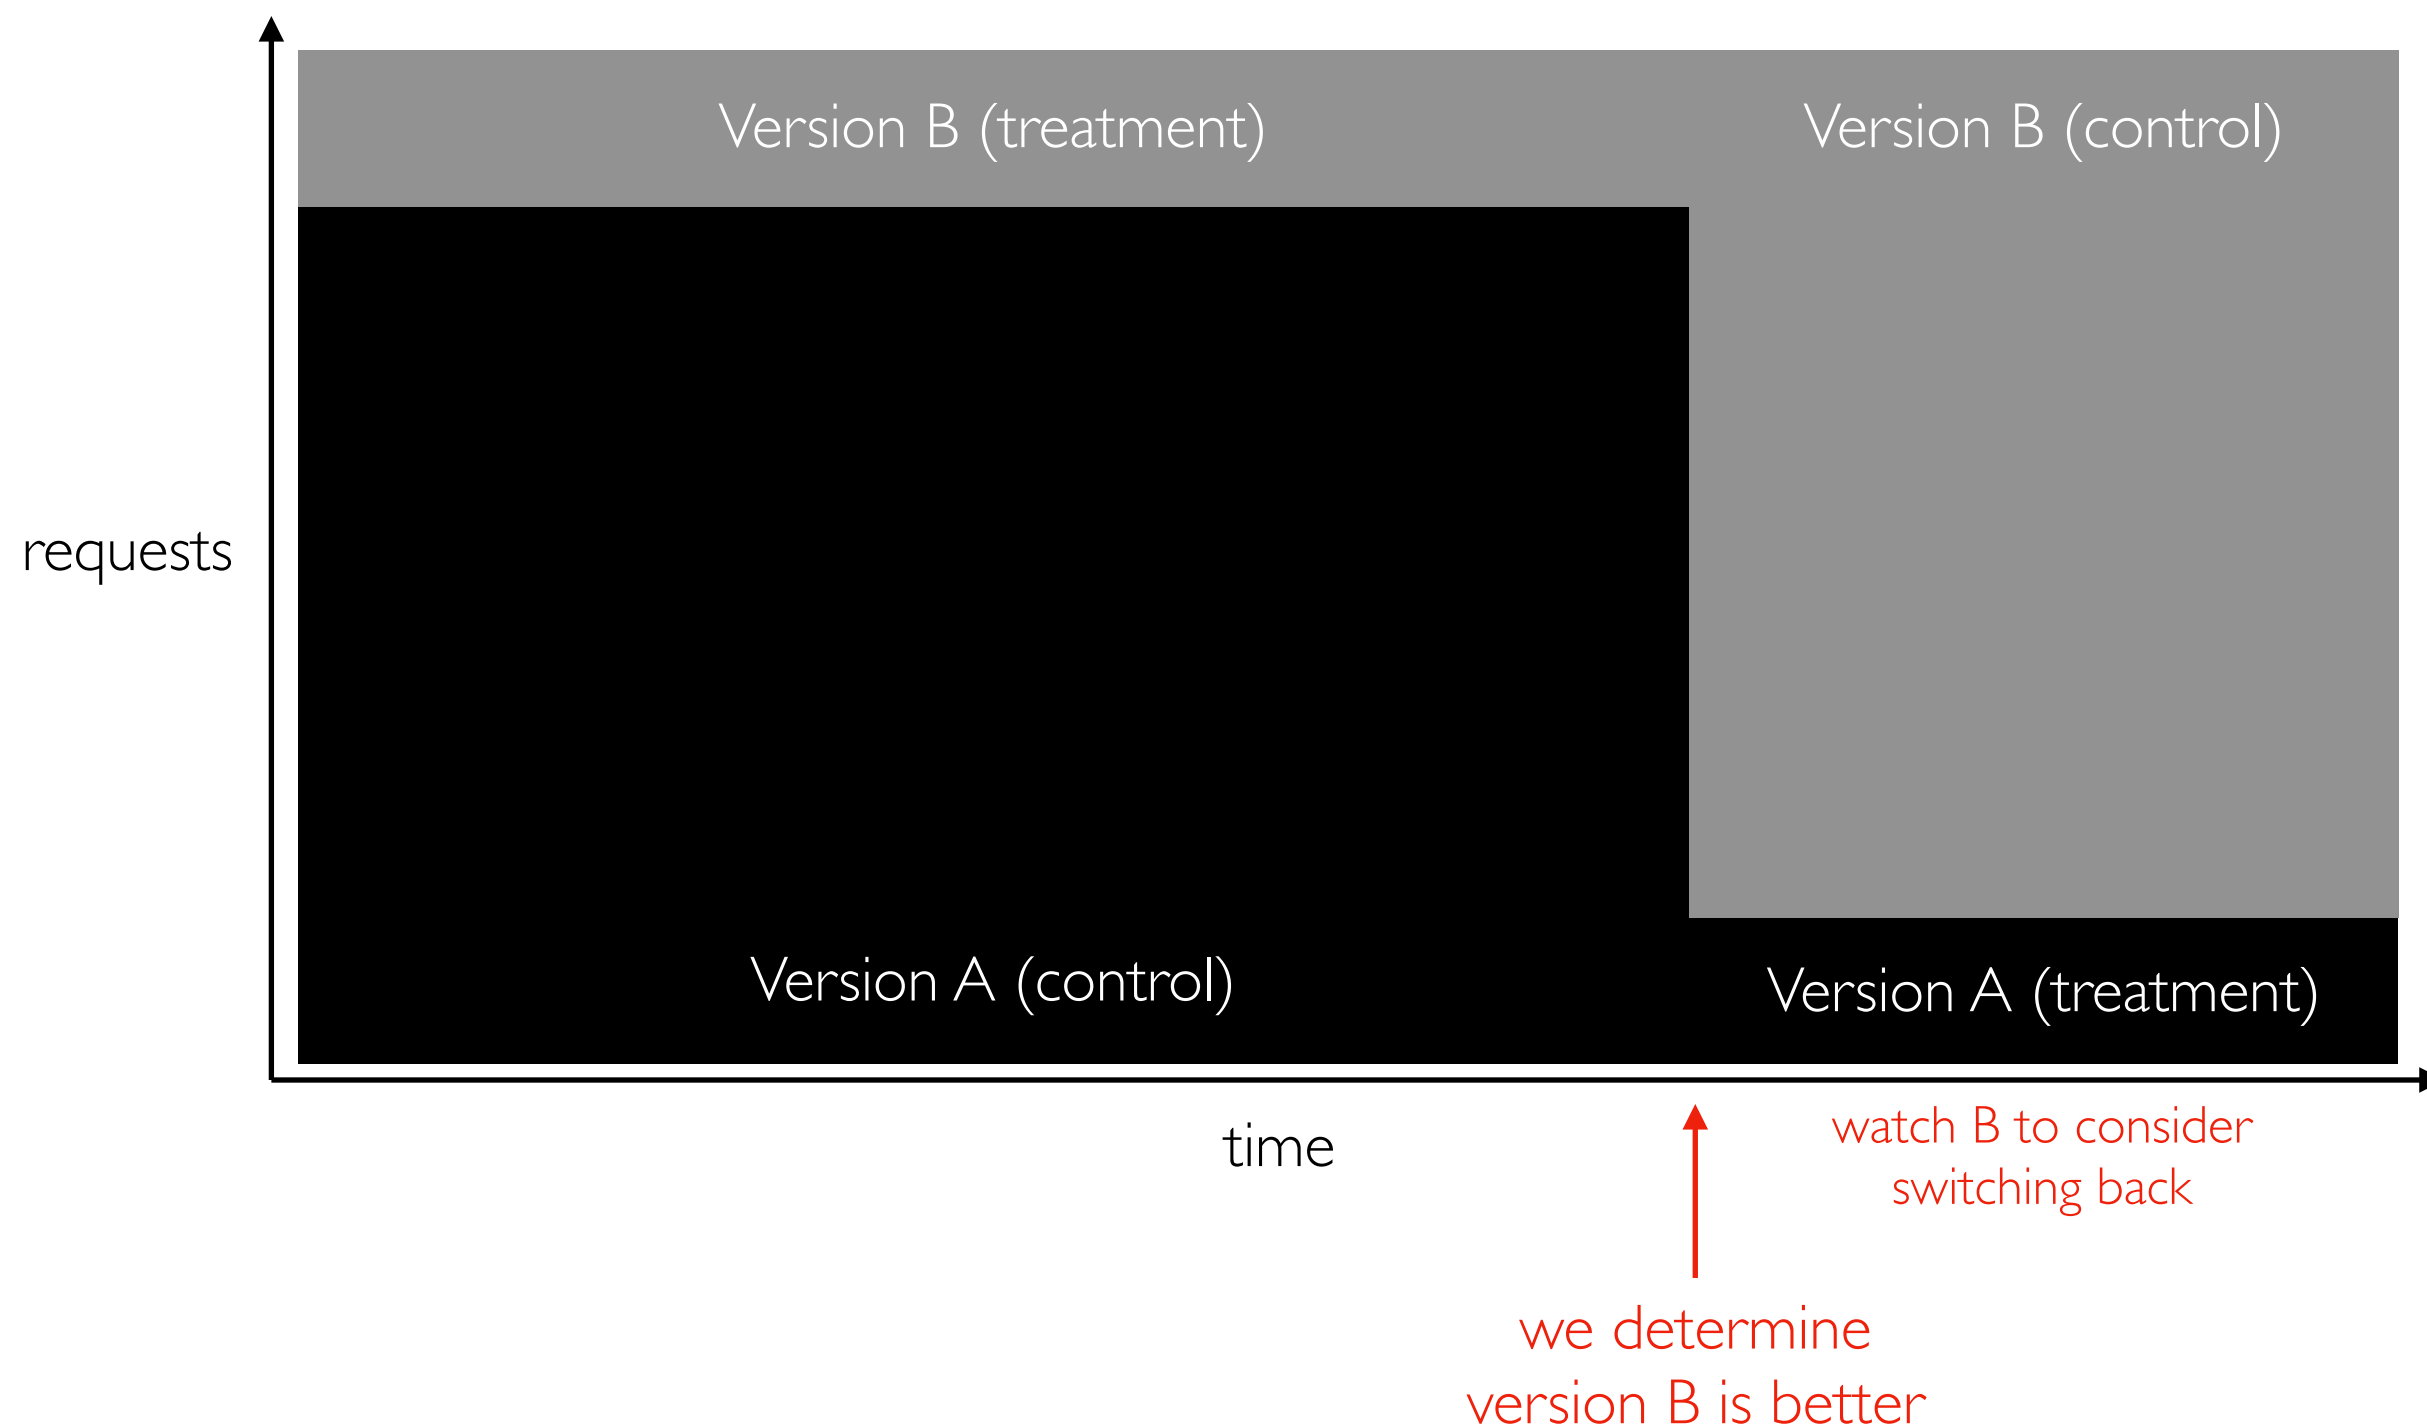 Version B (treatment)
Version B (control)
requests
Version A (control)
Version A (treatment)
time
watch B to consider
switching back
we determine
version B is better